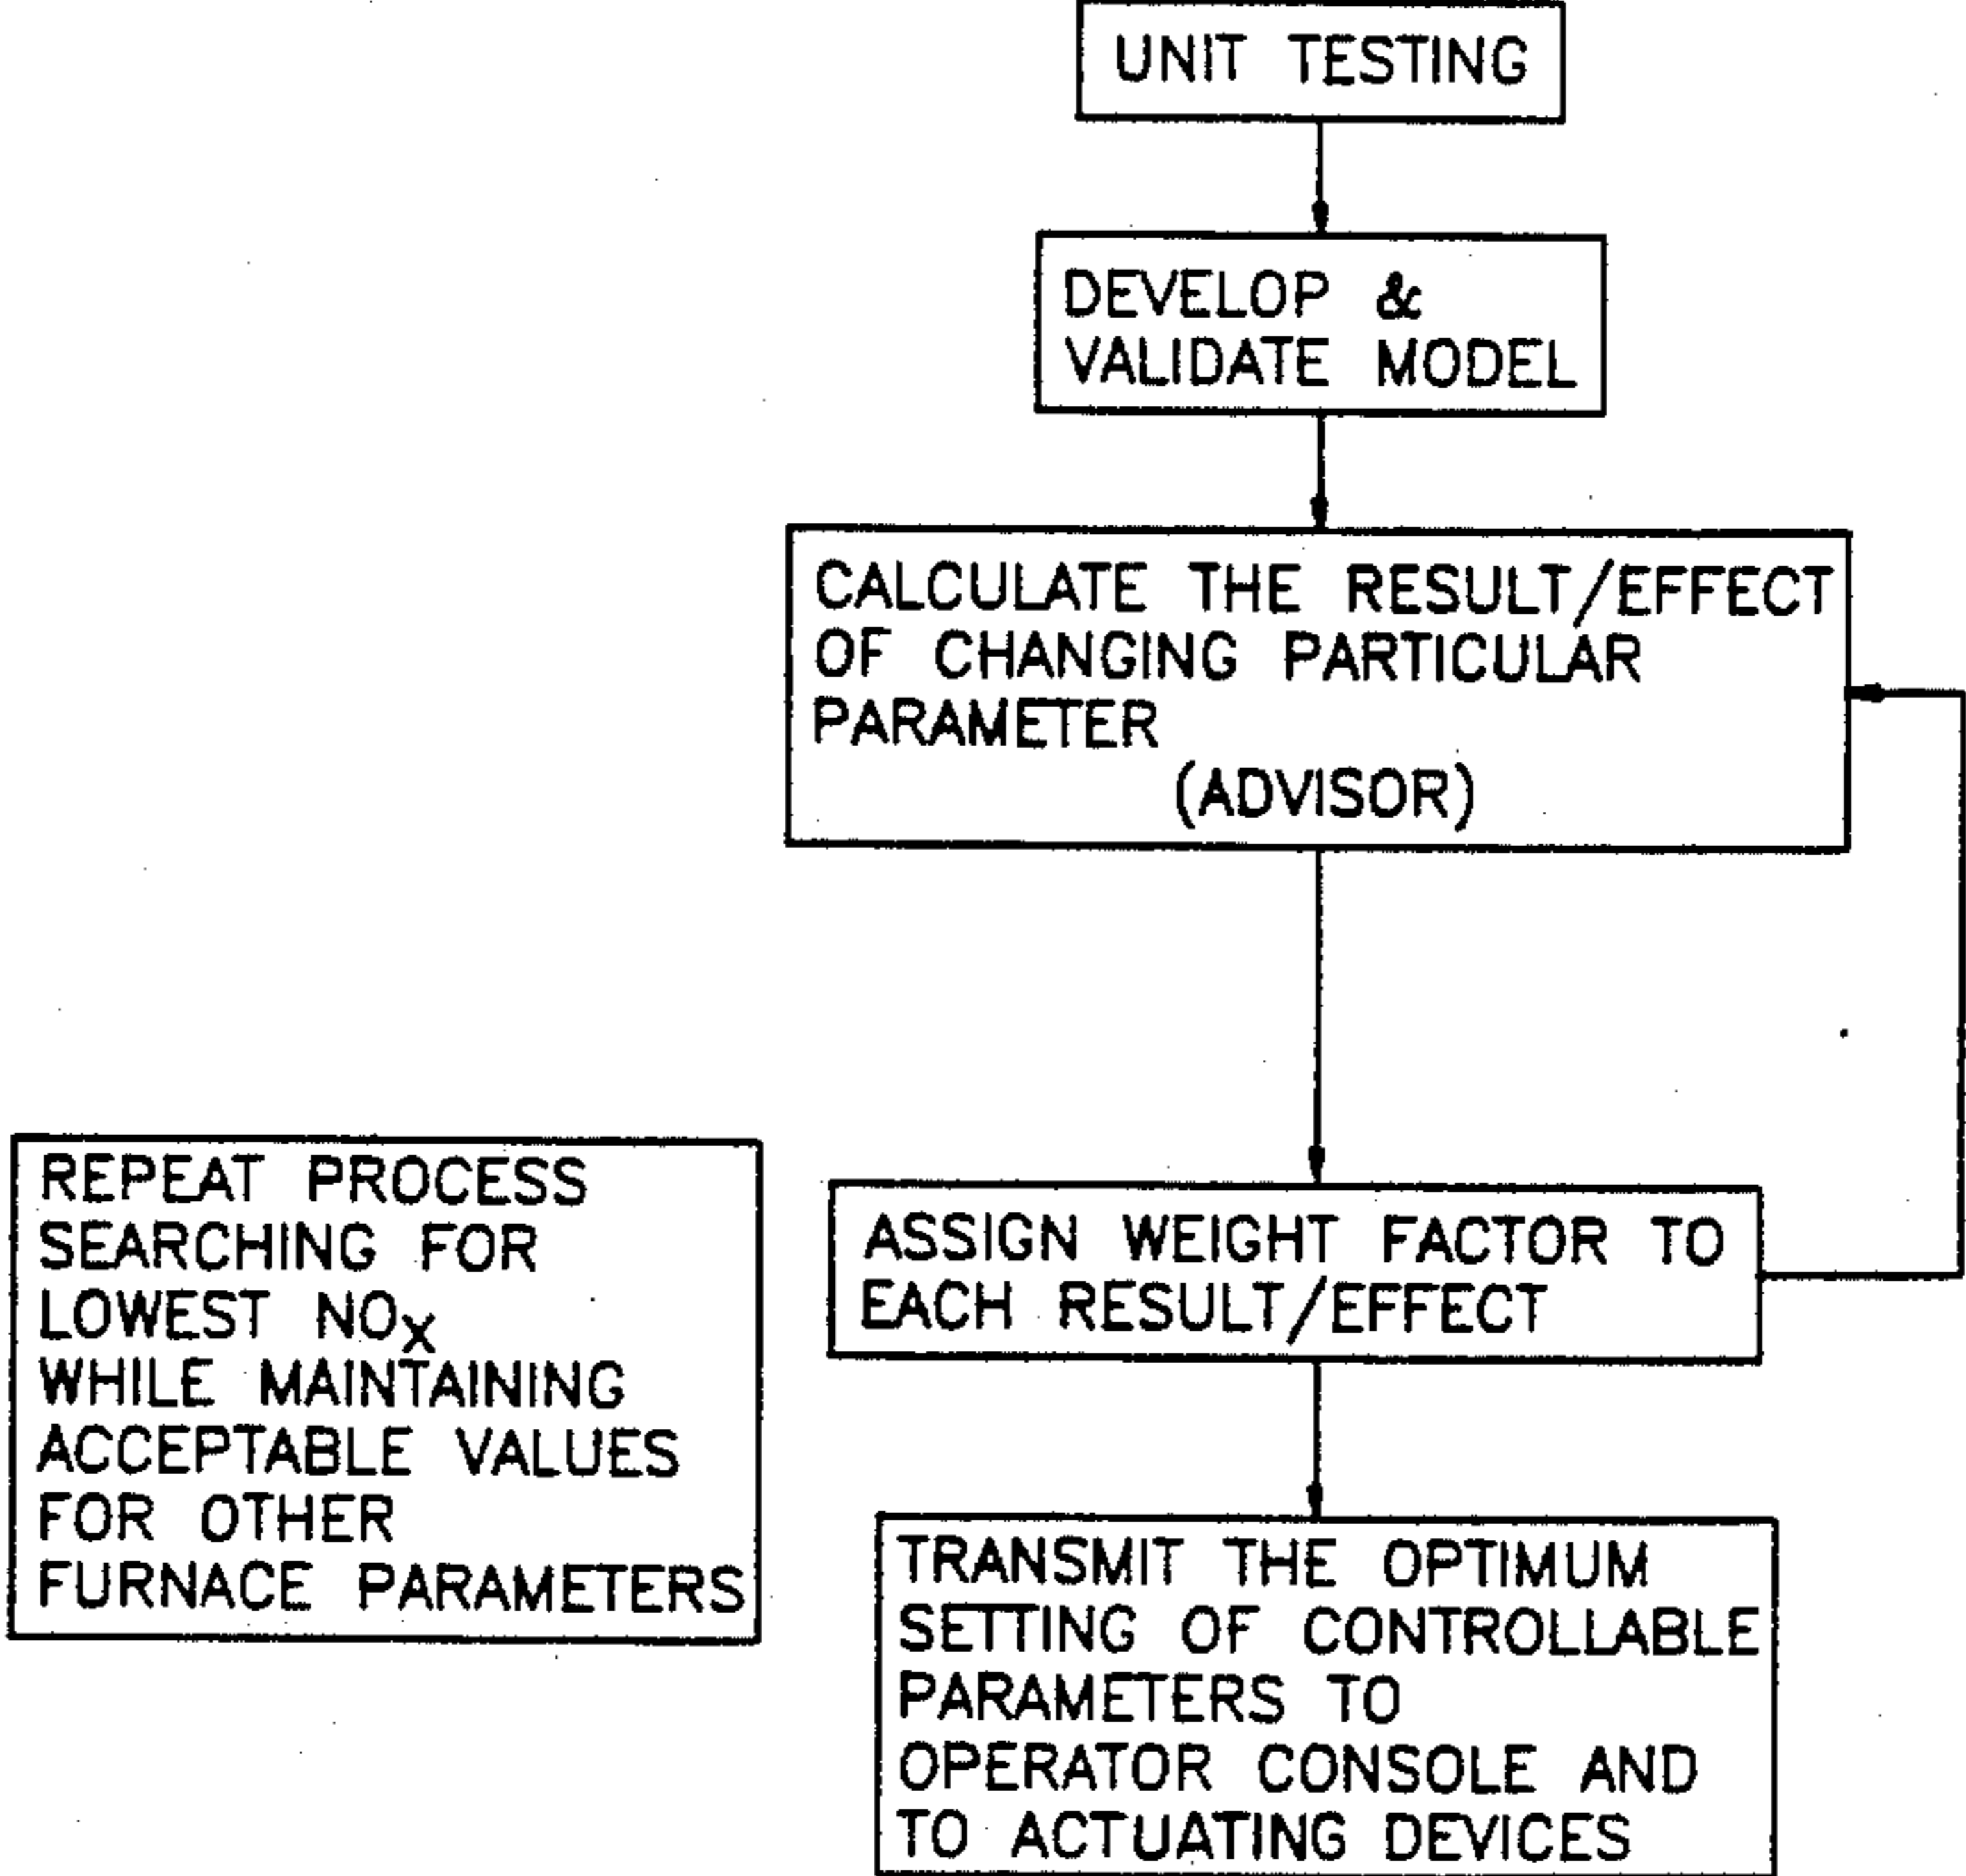 UNIT TESTING
DEVELOP &
VALIDATE MODEL
CALCULATE THE RESULT/EFFECT
OF CHANGING PARTICULAR
PARAMETER
(ADVISOR)
REPEAT PROCESS
SEARCHING FOR
LOWEST NOX
WHILE MAINTAINING
ACCEPTABLE VALUES
FOR OTHER
FURNACE PARAMETERS
ASSIGN WEIGHT FACTOR TO
EACH RESULT/EFFECT
TRANSMIT THE OPTIMUM
SETTING OF CONTROLLABLE
PARAMETERS TO
OPERATOR CONSOLE AND
TO ACTUATING DEVICES